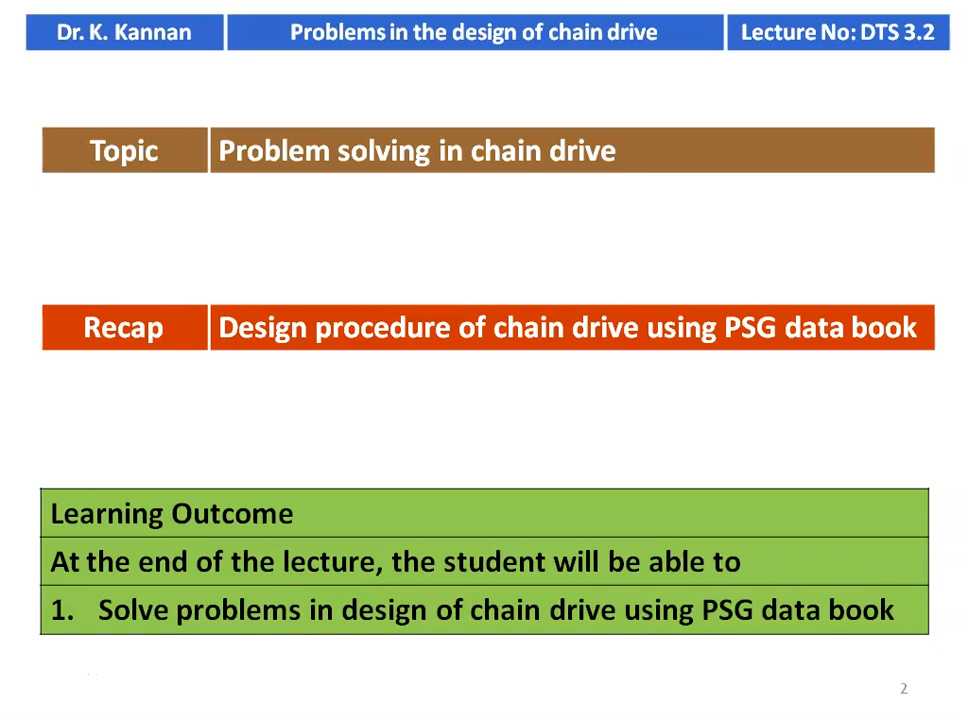 Dr. K. Kannan Problems in the design of chain drive Lecture No: DTS 3.2
Topic Problem solving in chain drive
Recap Design procedure of chain drive using PSG data book
Learning Outcome
At the end of the lecture, the student will be able to
1. Solve problems in design of chain drive using PSG data book
2